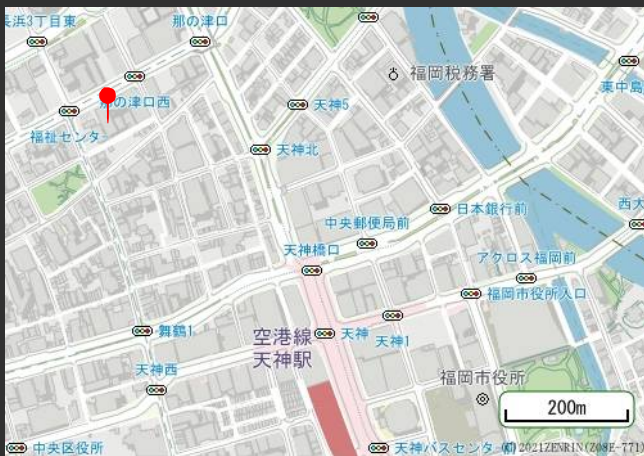 長浜3丁目東
那の津口
福岡税務署
東中島
那の津口西
天神5
福祉センター
天神北
西大
日本銀行前
中央郵便局前
天神橋口
アクロス福岡前
福岡市役所入口
舞鶴1
空港線
天神駅
天神
天神1
天神西
福岡市役所
200m
中央区役所
天神バスセンター前
(C)2021ZENRIN(Z08E-771)